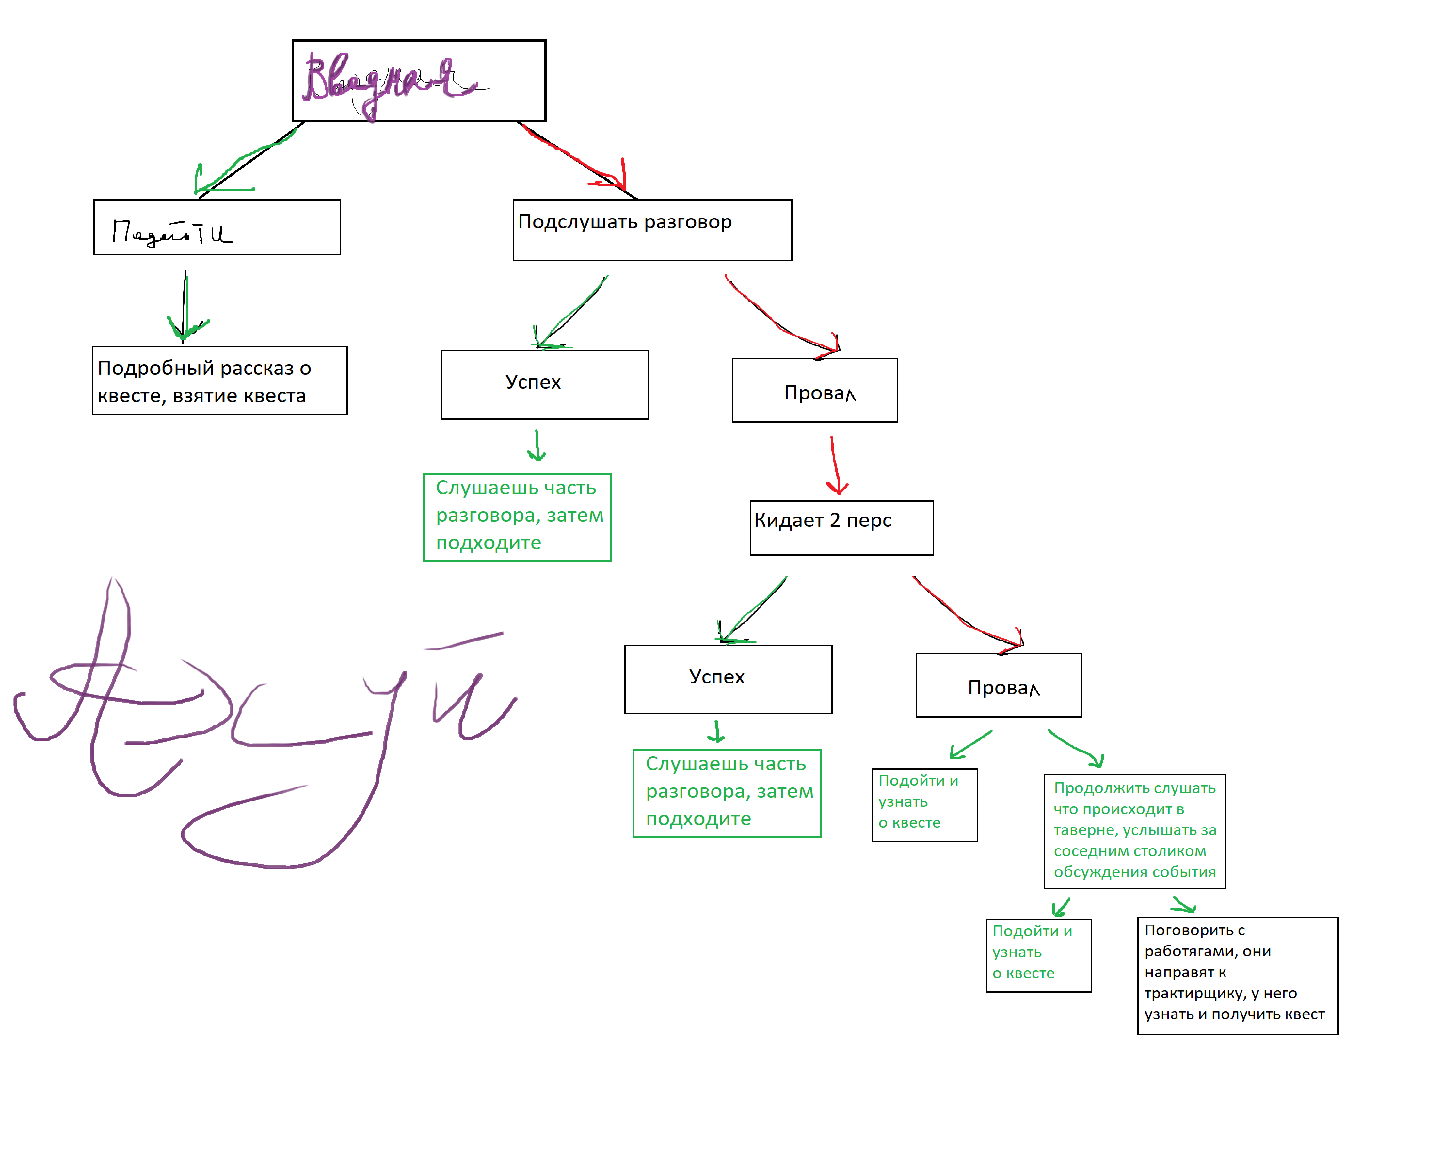 Вводная
Подойти
Подслушать разговор
Подробный рассказ о
квесте, взятие квеста
Успех
Провал
Слушаешь часть
разговора, затем
подходите
Кидает 2 перс
Успех
Провал
Слушаешь часть
разговора, затем
подходите
Подойти и
узнать
о квесте
Продолжить слушать
что происходит в
таверне, услышать за
соседним столиком
обсуждения события
Подойти и
узнать
о квесте
Поговорить с
работягами, они
направят к
трактирщику, у него
узнать и получить квест